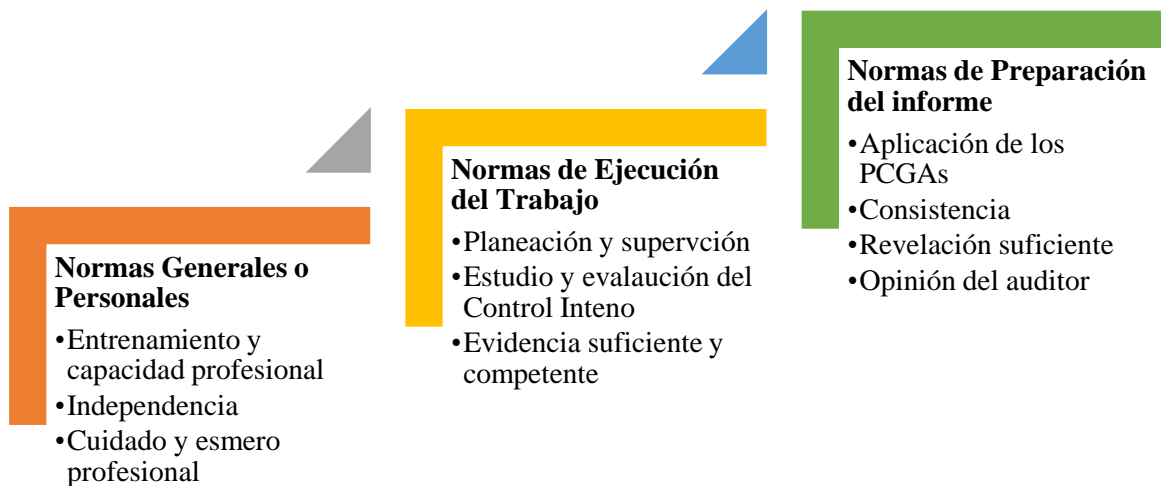 Normas Generales o
Personales
•Entrenamiento y
capacidad profesional
•Independencia
•Cuidado y esmero
profesional
Normas de Ejecución
del Trabajo
•Planeación y supervción
•Estudio y evalaución del
Control Inteno
•Evidencia suficiente y
competente
Normas de Preparación
del informe
•Aplicación de los
PCGAs
•Consistencia
•Revelación suficiente
•Opinión del auditor